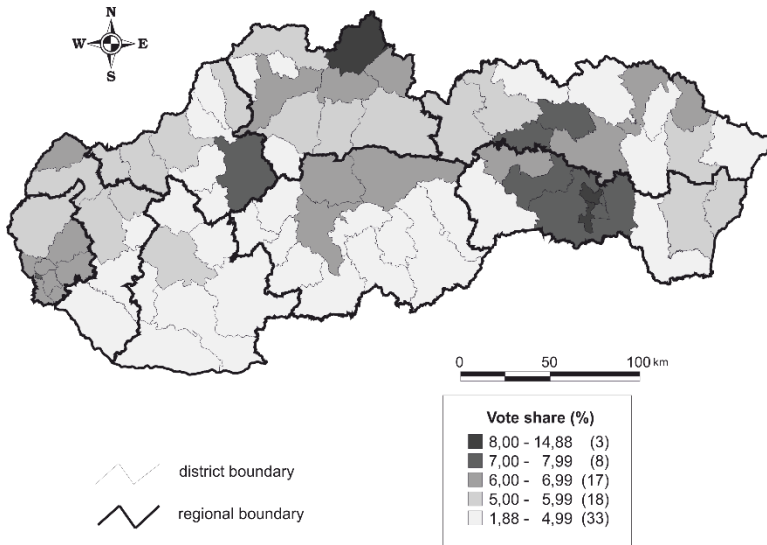 N
W E
S
0 50 100 km
Vote share (%)
8,00 - 14,88 (3)
7,00 - 7,99 (8)
6,00 - 6,99 (17)
5,00 - 5,99 (18)
1,88 - 4,99 (33)
district boundary
regional boundary